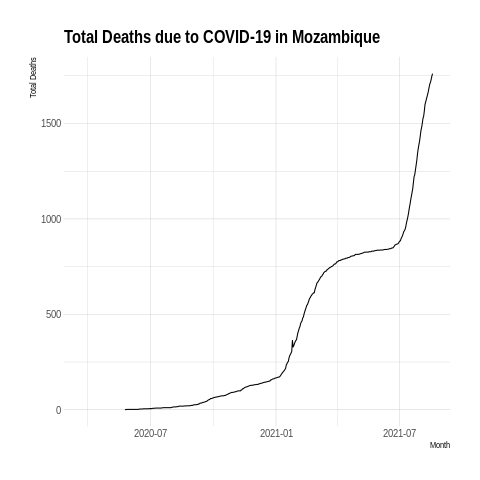 Total Deaths due to COVID-19 in Mozambique
Total Deaths
1500
1000
500
0
2020-07 2021-01 2021-07
Month